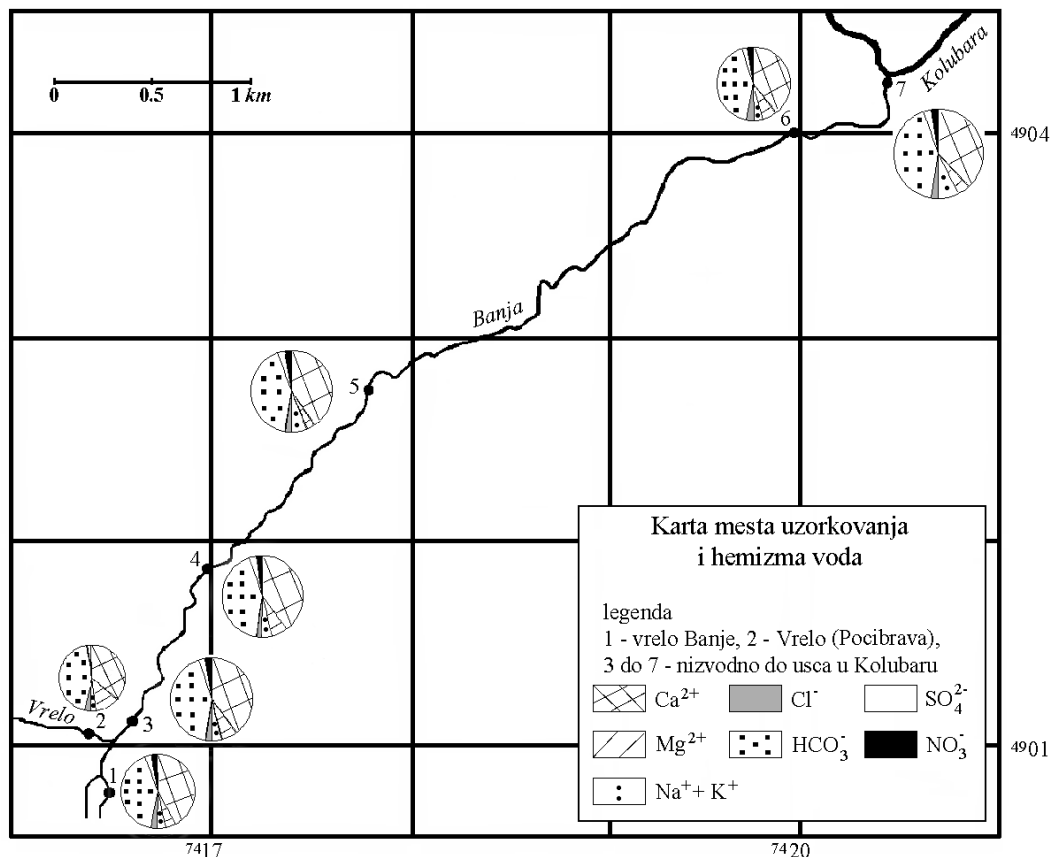 0 0.5 1 km
Kolubara
7
6
4904
Banja
5
4
Vrelo
2
3
1
4901
7417
7420
Karta mesta uzorkovanja
i hemizma voda
legenda
1 - vrelo Banje, 2 - Vrelo (Pocibrava),
3 do 7 - nizvodno do usca u Kolubaru
Ca²⁺ Cl⁻ SO₄²⁻
Mg²⁺ HCO₃⁻ NO₃⁻
Na⁺+ K⁺